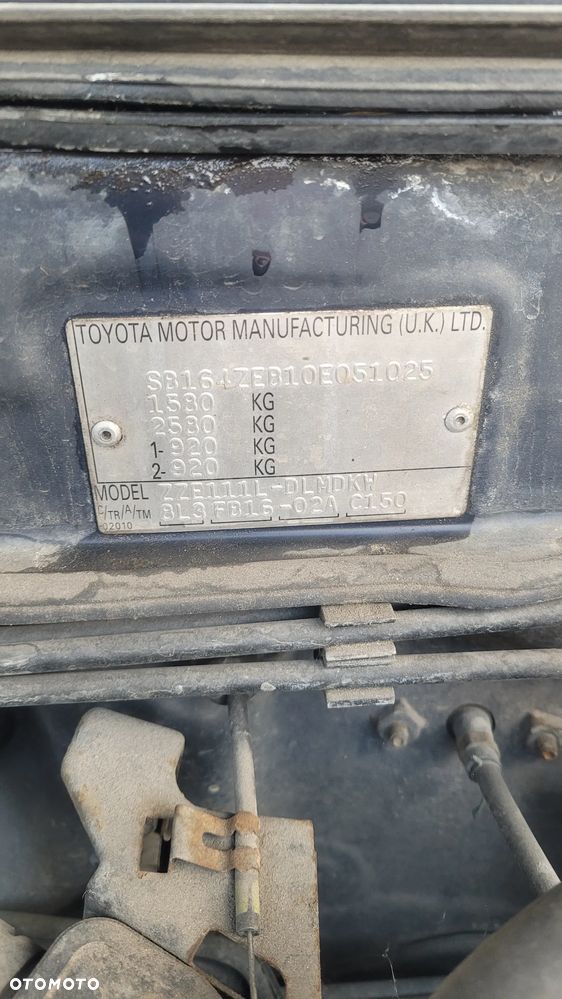 TOYOTA MOTOR MANUFACTURING (U.K.) LTD.
SB164ZEB10E051025
1580 KG
2580 KG
1-920 KG
2-920 KG
MODEL ZZE111L-DLMDKW
C/TR/A/TM 8L8 FB16 -02A C150
02010
OTOMOTO